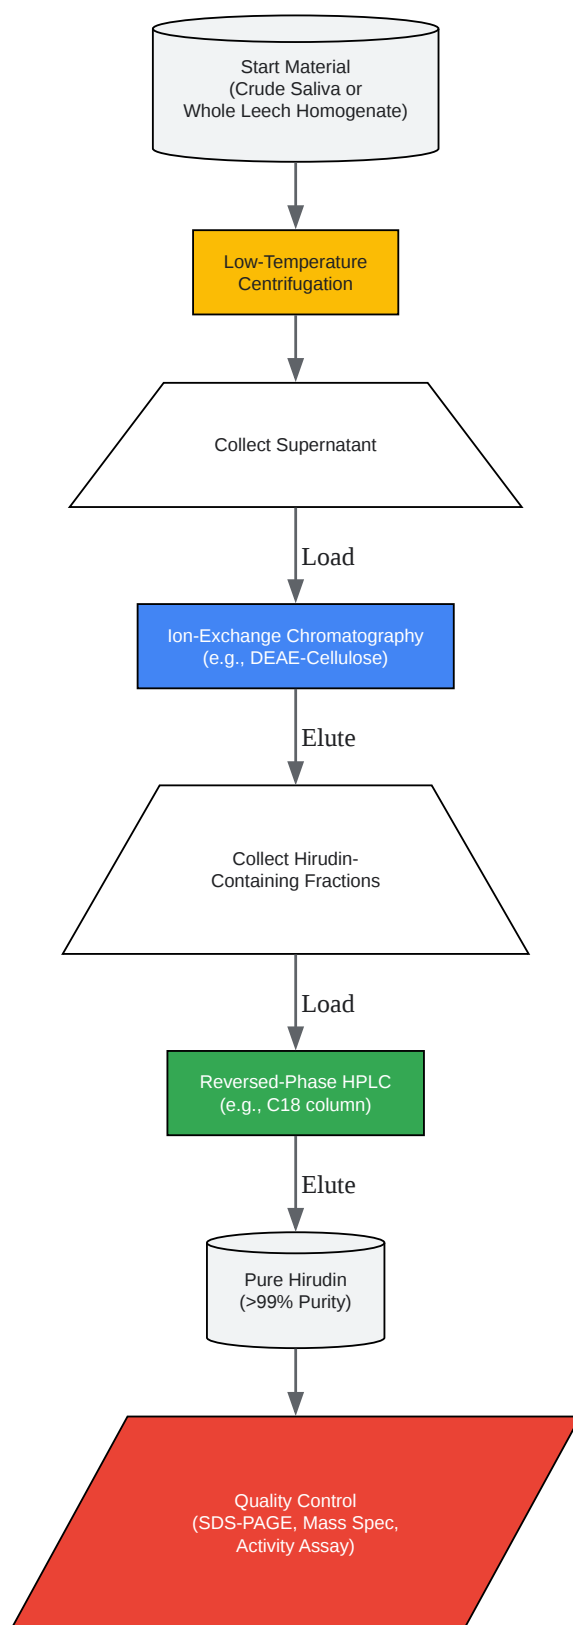 Start Material
(Crude Saliva or
Whole Leech Homogenate)
Low-Temperature
Centrifugation
Collect Supernatant
Load
Ion-Exchange Chromatography
(e.g., DEAE-Cellulose)
Elute
Collect Hirudin-
Containing Fractions
Load
Reversed-Phase HPLC
(e.g., C18 column)
Elute
Pure Hirudin
(>99% Purity)
Quality Control
(SDS-PAGE, Mass Spec,
Activity Assay)